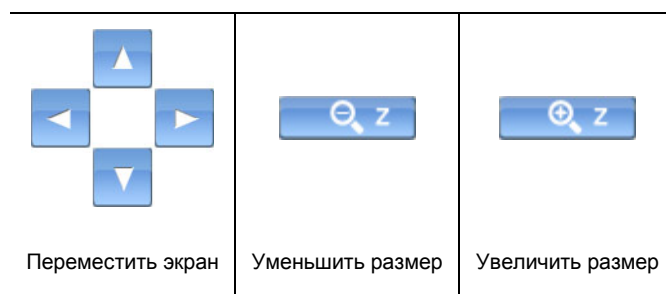 Z
Z
Переместить экран
Уменьшить размер
Увеличить размер